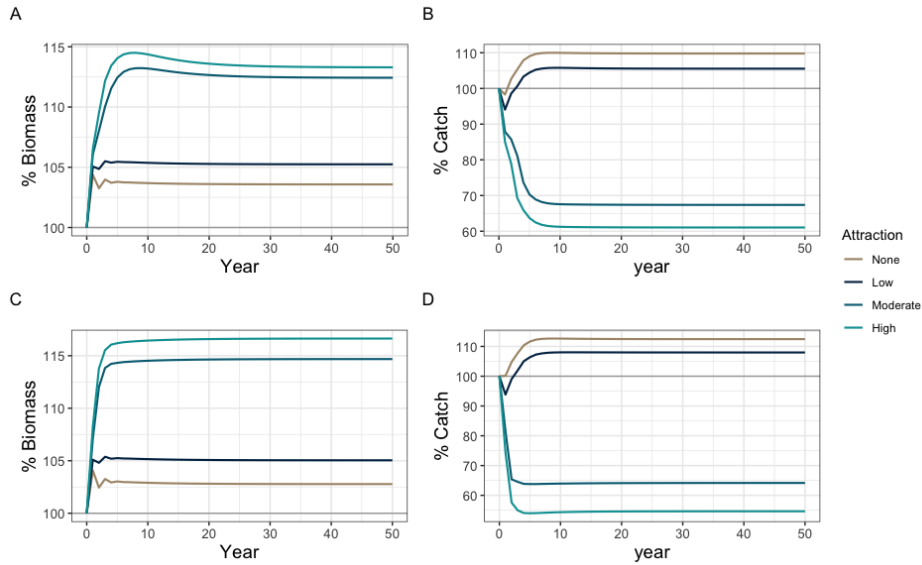 A
115
110
105
100
% Biomass
0 10 20 30 40 50
Year
B
110
100
90
80
70
60
% Catch
0 10 20 30 40 50
year
Attraction
None
Low
Moderate
High
C
115
110
105
100
% Biomass
0 10 20 30 40 50
Year
D
110
100
90
80
70
60
% Catch
0 10 20 30 40 50
year